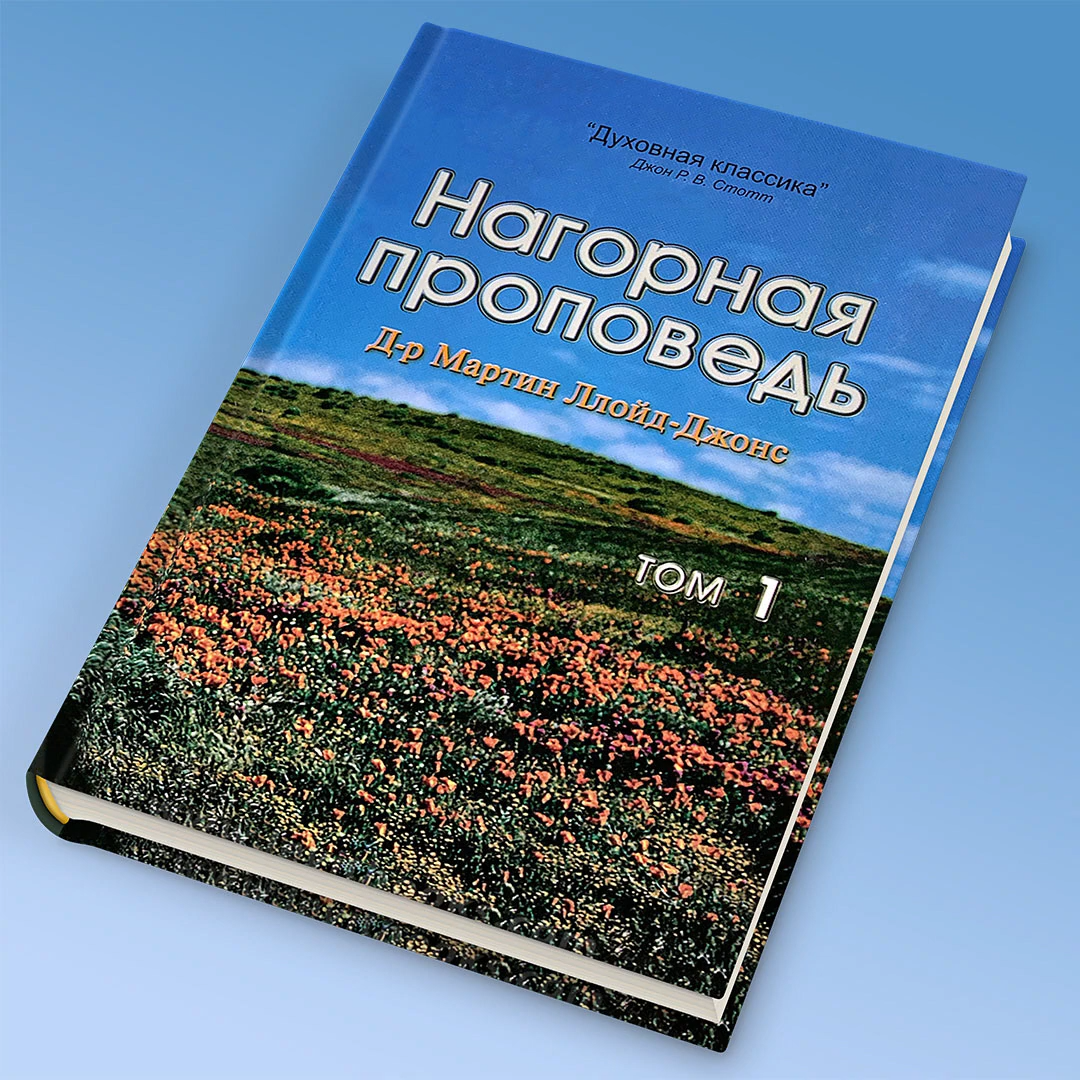 “Духовная классика”
Джон Р. В. Стотт
Нагорная
проповедь
Д-р Мартин Ллойд-Джонс
ТОМ 1